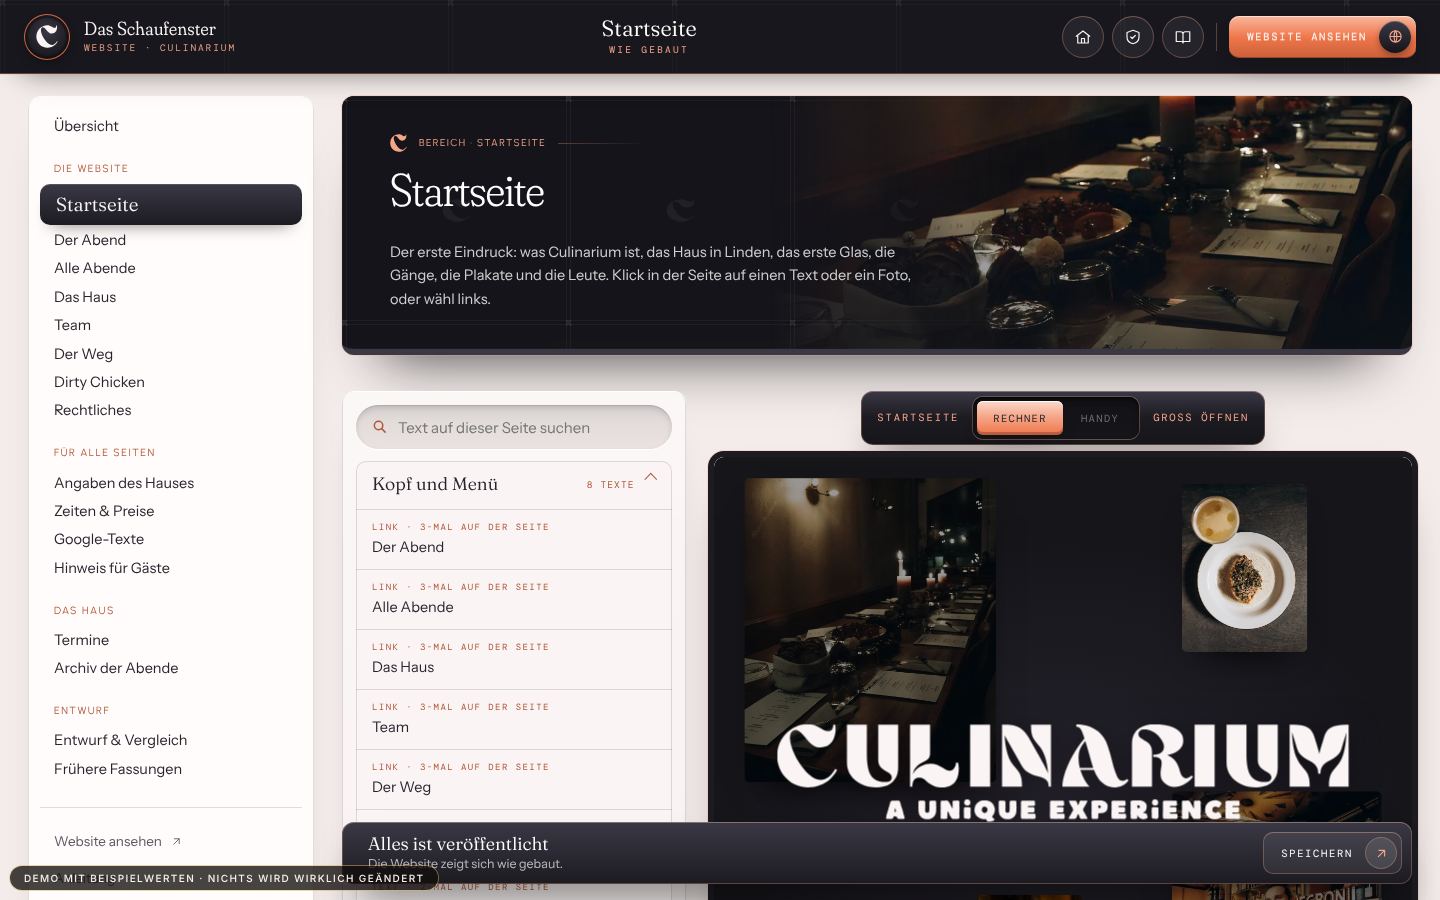 Das Schaufenster
WEBSITE · CULINARIUM
Startseite
WIE GEBAUT
WEBSITE ANSEHEN
Übersicht
DIE WEBSITE
Startseite
Der Abend
Alle Abende
Das Haus
Team
Der Weg
Dirty Chicken
Rechtliches
FÜR ALLE SEITEN
Angaben des Hauses
Zeiten & Preise
Google-Texte
Hinweis für Gäste
DAS HAUS
Termine
Archiv der Abende
ENTWURF
Entwurf & Vergleich
Frühere Fassungen
Website ansehen
BEREICH · STARTSEITE
Startseite
Der erste Eindruck: was Culinarium ist, das Haus in Linden, das erste Glas, die
Gänge, die Plakate und die Leute. Klick in der Seite auf einen Text oder ein Foto,
oder wähl links.
Text auf dieser Seite suchen
Kopf und Menü
8 TEXTE
LINK · 3-MAL AUF DER SEITE
Der Abend
LINK · 3-MAL AUF DER SEITE
Alle Abende
LINK · 3-MAL AUF DER SEITE
Das Haus
LINK · 3-MAL AUF DER SEITE
Team
LINK · 3-MAL AUF DER SEITE
Der Weg
STARTSEITE
RECHNER
HANDY
GROSS ÖFFNEN
CULINARIUM
A UNiQUE EXPERiENCE
Alles ist veröffentlicht
Die Website zeigt sich wie gebaut.
SPEICHERN
MAL AUF DER SEITE
DEMO MIT BEISPIELWERTEN · NICHTS WIRD WIRKLICH GEÄNDERT